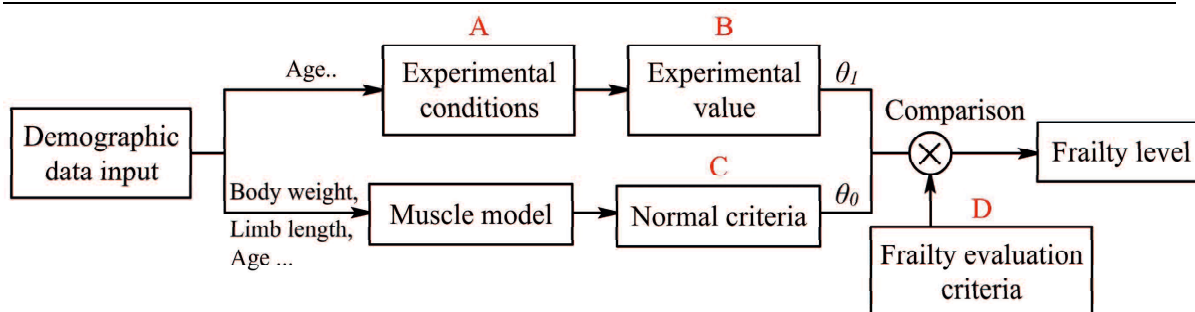 A
B
Age..
Experimental
conditions
Experimental
value
θ1
Comparison
Demographic
data input
Frailty level
C
Body weight,
Limb length,
Age ...
Muscle model
Normal criteria
θ0
D
Frailty evaluation
criteria